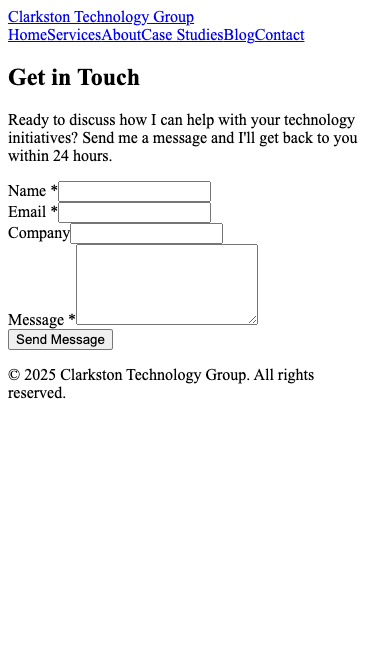 Clarkston Technology Group
HomeServicesAboutCase StudiesBlogContact
Get in Touch
Ready to discuss how I can help with your technology
initiatives? Send me a message and I'll get back to you
within 24 hours.
Name *
Email *
Company
Message *
Send Message
© 2025 Clarkston Technology Group. All rights
reserved.